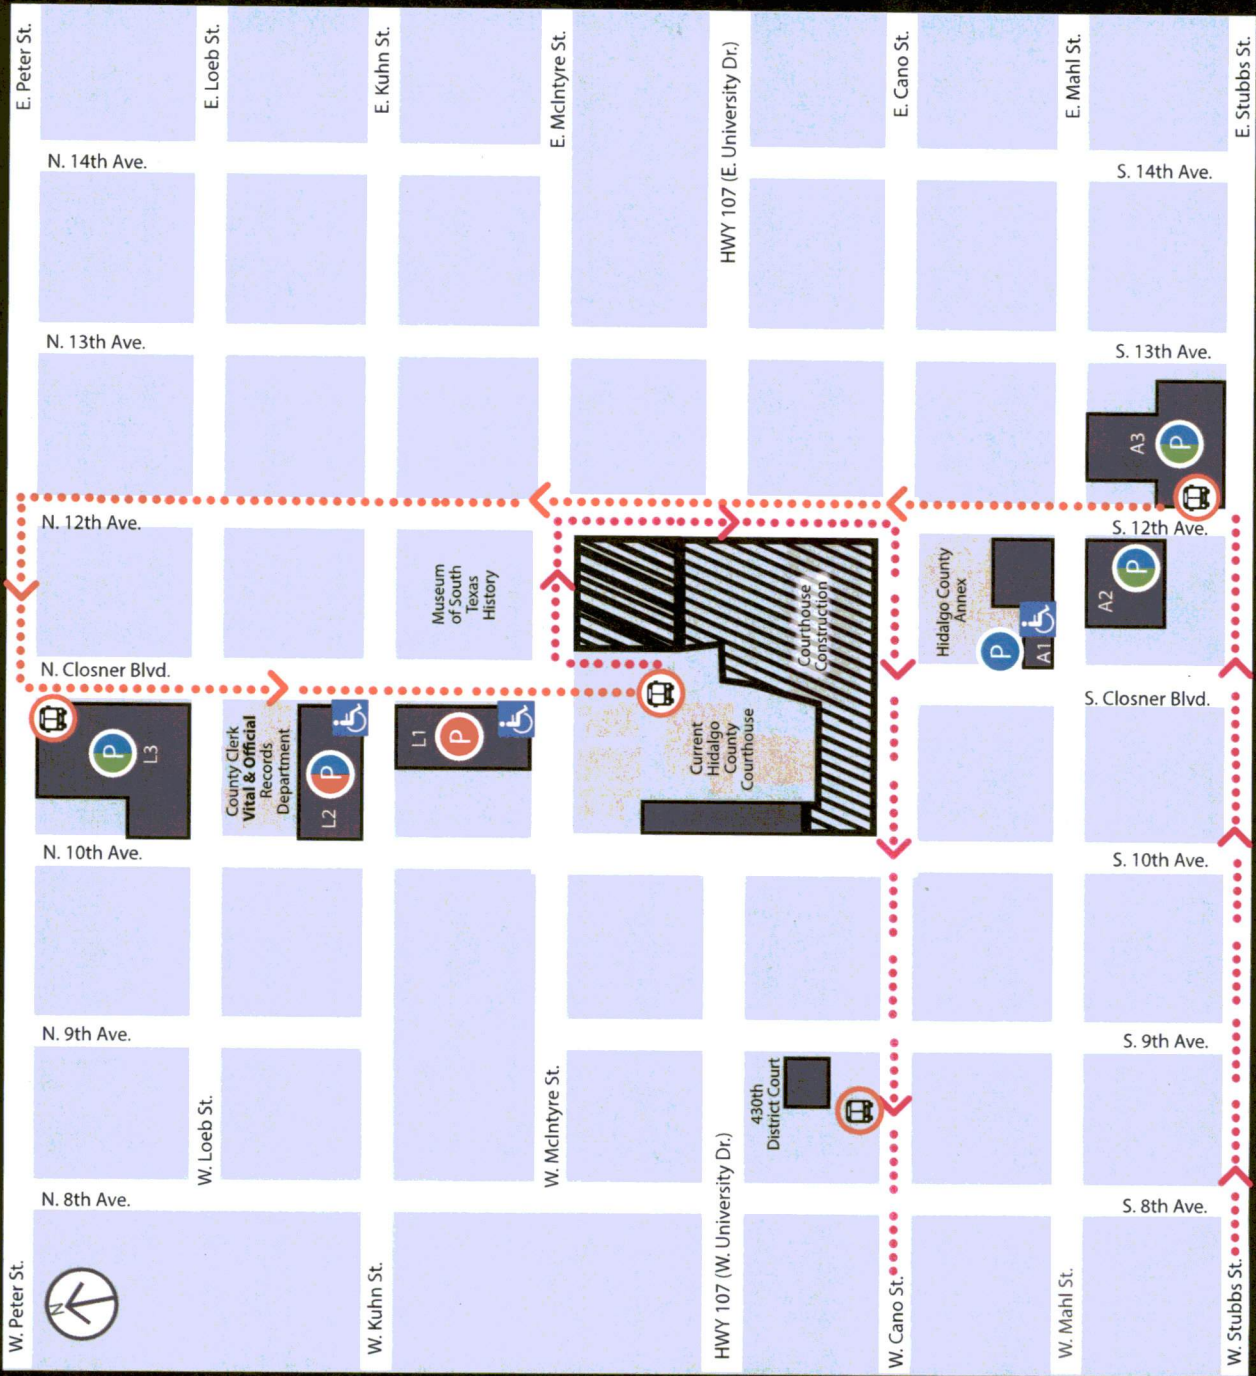 E. Peter St.
E. Loeb St.
E. Kuhn St.
E. McIntyre St.
HWY 107 (E. University Dr.)
E. Cano St.
E. Mahl St.
E. Stubbs St.
N. 14th Ave.
S. 14th Ave.
N. 13th Ave.
S. 13th Ave.
A3
P
N. 12th Ave.
S. 12th Ave.
Museum
of South
Texas
History
Courthouse
Construction
Hidalgo County
Annex
P
A1
A2
P
N. Closner Blvd.
S. Closner Blvd.
P
L3
County Clerk
Vital & Official
Records
Department
P
L2
L1
P
Current
Hidalgo
County
Courthouse
N. 10th Ave.
S. 10th Ave.
N. 9th Ave.
S. 9th Ave.
430th
District Court
N. 8th Ave.
S. 8th Ave.
N
W. Peter St.
W. Loeb St.
W. Kuhn St.
W. McIntyre St.
HWY 107 (W. University Dr.)
W. Cano St.
W. Mahl St.
W. Stubbs St.